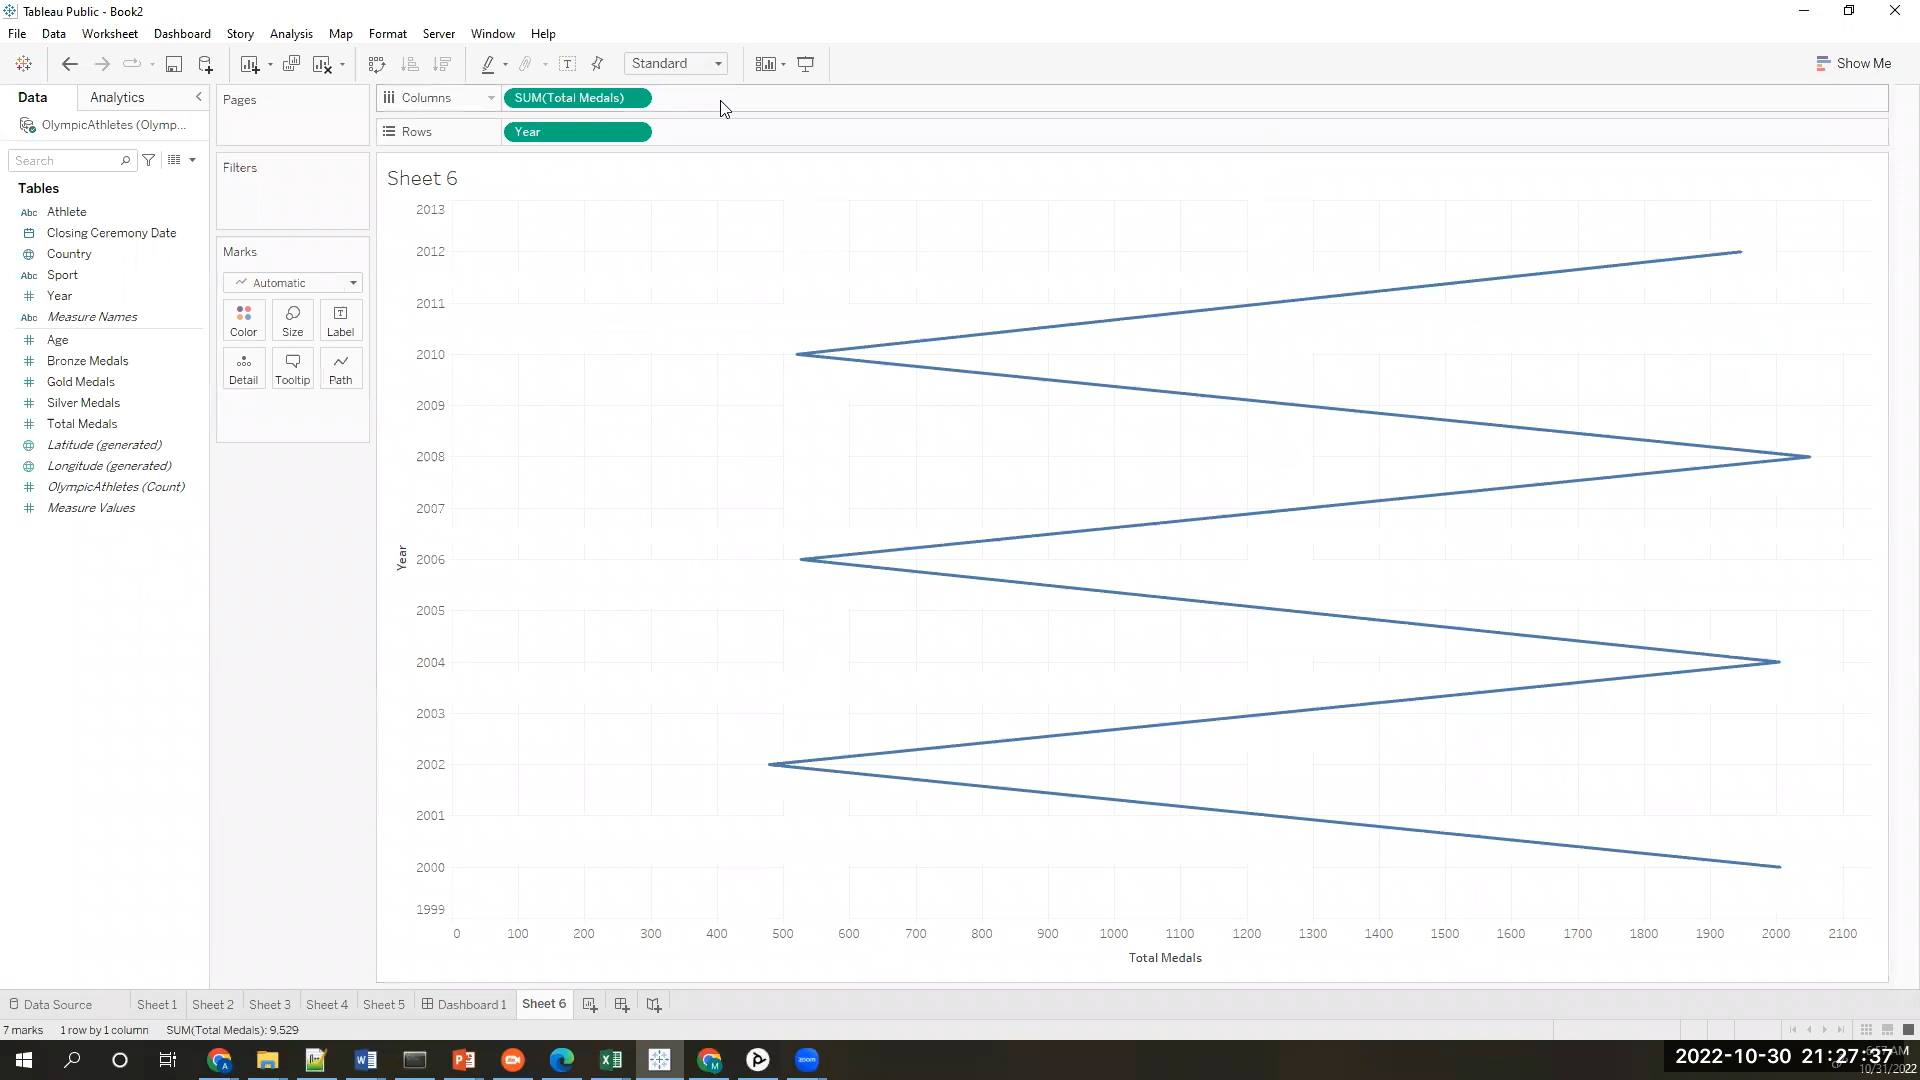 Tableau Public - Book2
File Data Worksheet Dashboard Story Analysis Map Format Server Window Help
Standard
Show Me
Data Analytics
OlympicAthletes (Olymp...
Search
Tables
Abc Athlete
Closing Ceremony Date
Country
Abc Sport
Year
Abc Measure Names
Age
Bronze Medals
Gold Medals
Silver Medals
Total Medals
Latitude (generated)
Longitude (generated)
OlympicAthletes (Count)
Measure Values
Pages
Filters
Marks
Automatic
Color Size Label
Detail Tooltip Path
Columns SUM(Total Medals)
Rows Year
Sheet 6
2013
2012
2011
2010
2009
2008
2007
2006
2005
2004
2003
2002
2001
2000
1999
Year
0 100 200 300 400 500 600 700 800 900 1000 1100 1200 1300 1400 1500 1600 1700 1800 1900 2000 2100
Total Medals
Data Source Sheet 1 Sheet 2 Sheet 3 Sheet 4 Sheet 5 Dashboard 1 Sheet 6
7 marks 1 row by 1 column SUM(Total Medals): 9,529
2022-10-30 21:27:37
10/31/2022